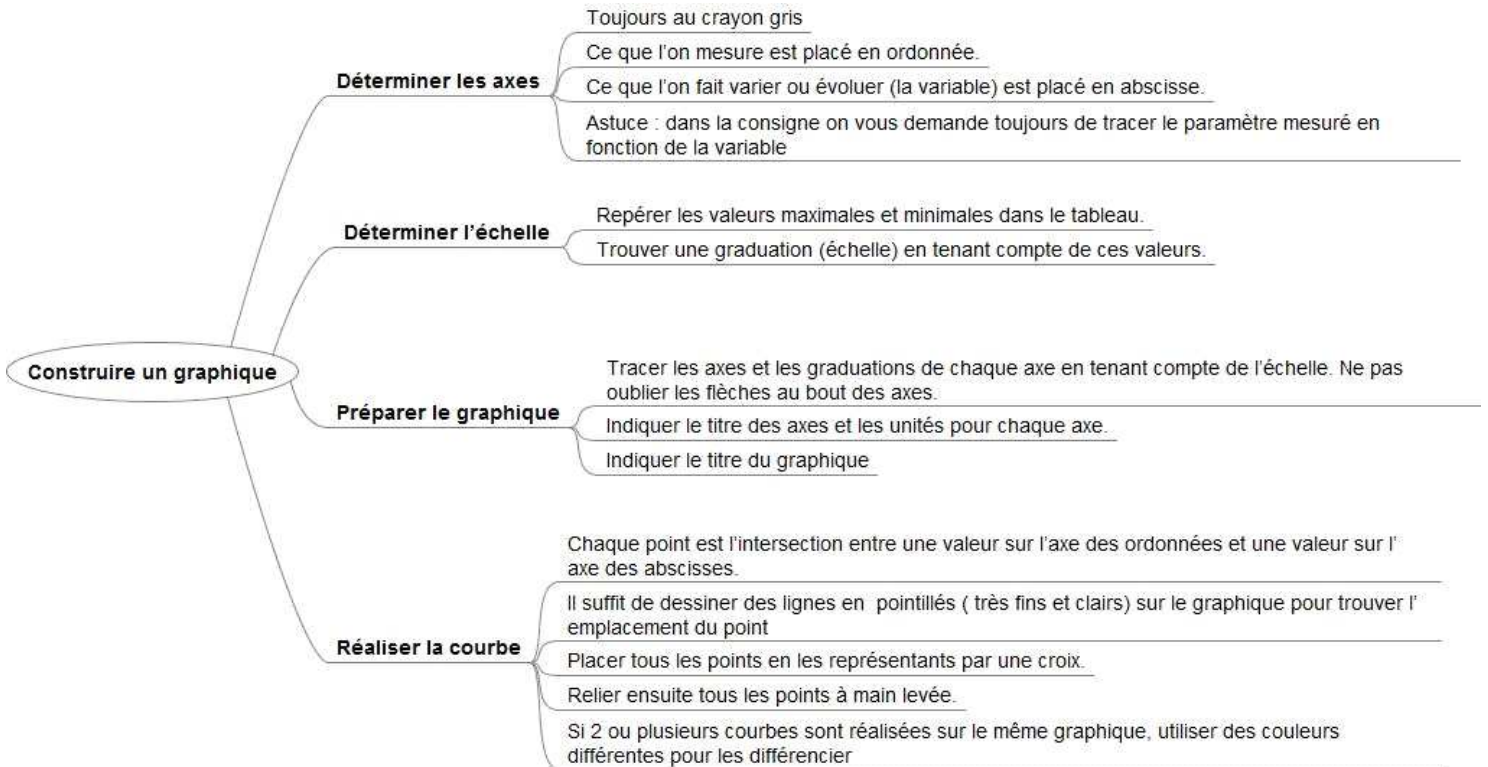 Construire un graphique
Déterminer les axes
Toujours au crayon gris
Ce que l'on mesure est placé en ordonnée.
Ce que l'on fait varier ou évoluer (la variable) est placé en abscisse.
Astuce : dans la consigne on vous demande toujours de tracer le paramètre mesuré en
fonction de la variable
Déterminer l'échelle
Repérer les valeurs maximales et minimales dans le tableau.
Trouver une graduation (échelle) en tenant compte de ces valeurs.
Préparer le graphique
Tracer les axes et les graduations de chaque axe en tenant compte de l'échelle. Ne pas
oublier les flèches au bout des axes.
Indiquer le titre des axes et les unités pour chaque axe.
Indiquer le titre du graphique
Réaliser la courbe
Chaque point est l'intersection entre une valeur sur l'axe des ordonnées et une valeur sur l'
axe des abscisses.
Il suffit de dessiner des lignes en pointillés ( très fins et clairs) sur le graphique pour trouver l'
emplacement du point
Placer tous les points en les représentants par une croix.
Relier ensuite tous les points à main levée.
Si 2 ou plusieurs courbes sont réalisées sur le même graphique, utiliser des couleurs
différentes pour les différencier